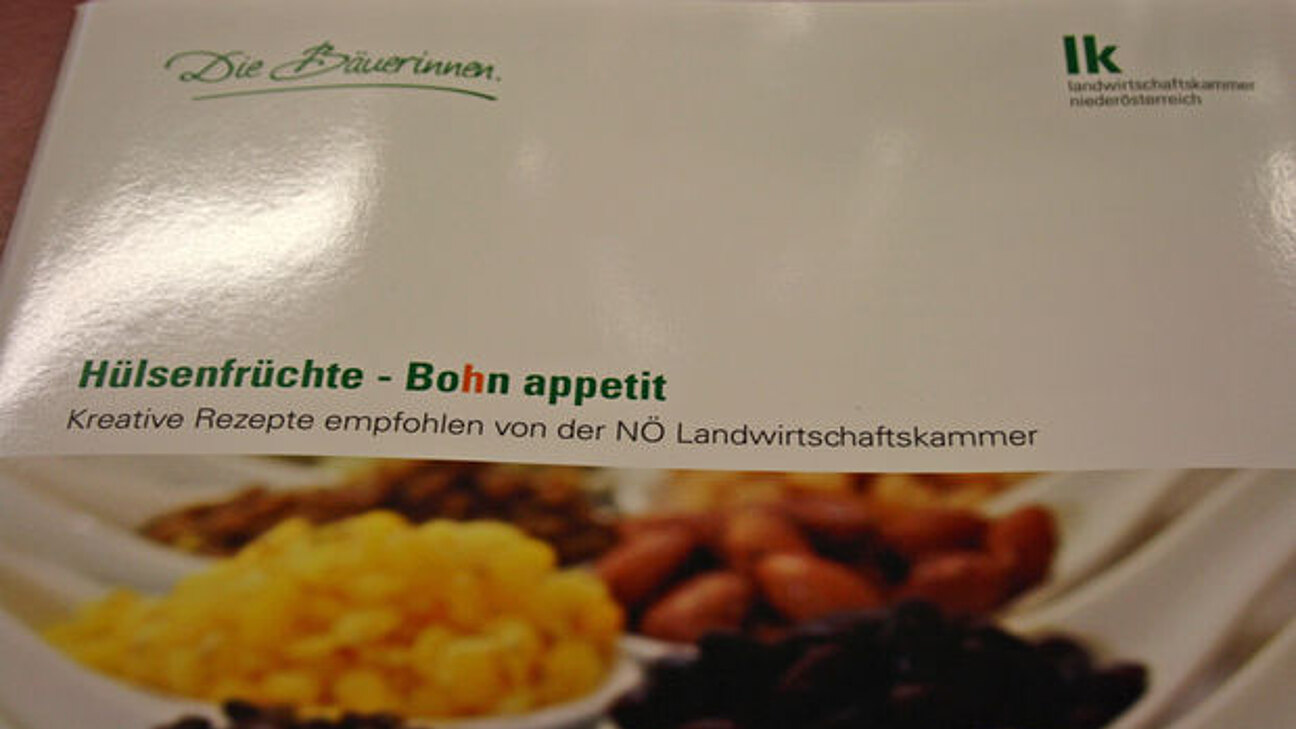 Die Bäuerinnen.
lk
landwirtschaftskammer
niederösterreich
Hülsenfrüchte - Bohn appetit
Kreative Rezepte empfohlen von der NÖ Landwirtschaftskammer